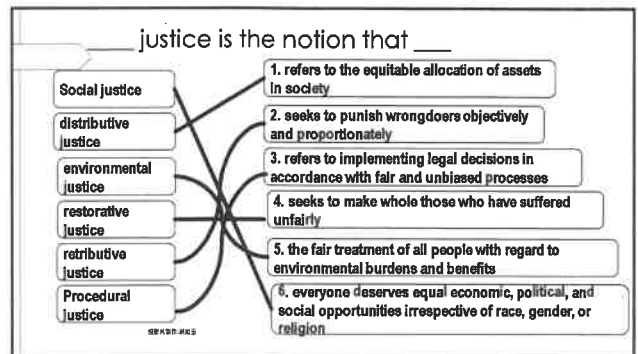 ____ justice is the notion that ___
Social justice
distributive
justice
environmental
justice
restorative
justice
retributive
justice
Procedural
justice
1. refers to the equitable allocation of assets
in society
2. seeks to punish wrongdoers objectively
and proportionately
3. refers to implementing legal decisions in
accordance with fair and unbiased processes
4. seeks to make whole those who have suffered
unfairly
5. the fair treatment of all people with regard to
environmental burdens and benefits
6. everyone deserves equal economic, political, and
social opportunities irrespective of race, gender, or
religion